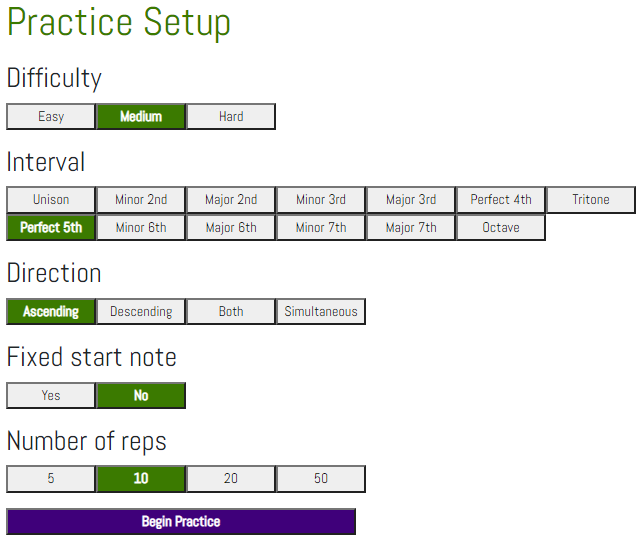 Practice Setup
Difficulty
Easy Medium Hard
Interval
Unison Minor 2nd Major 2nd Minor 3rd Major 3rd Perfect 4th Tritone
Perfect 5th Minor 6th Major 6th Minor 7th Major 7th Octave
Direction
Ascending Descending Both Simultaneous
Fixed start note
Yes No
Number of reps
5 10 20 50
Begin Practice